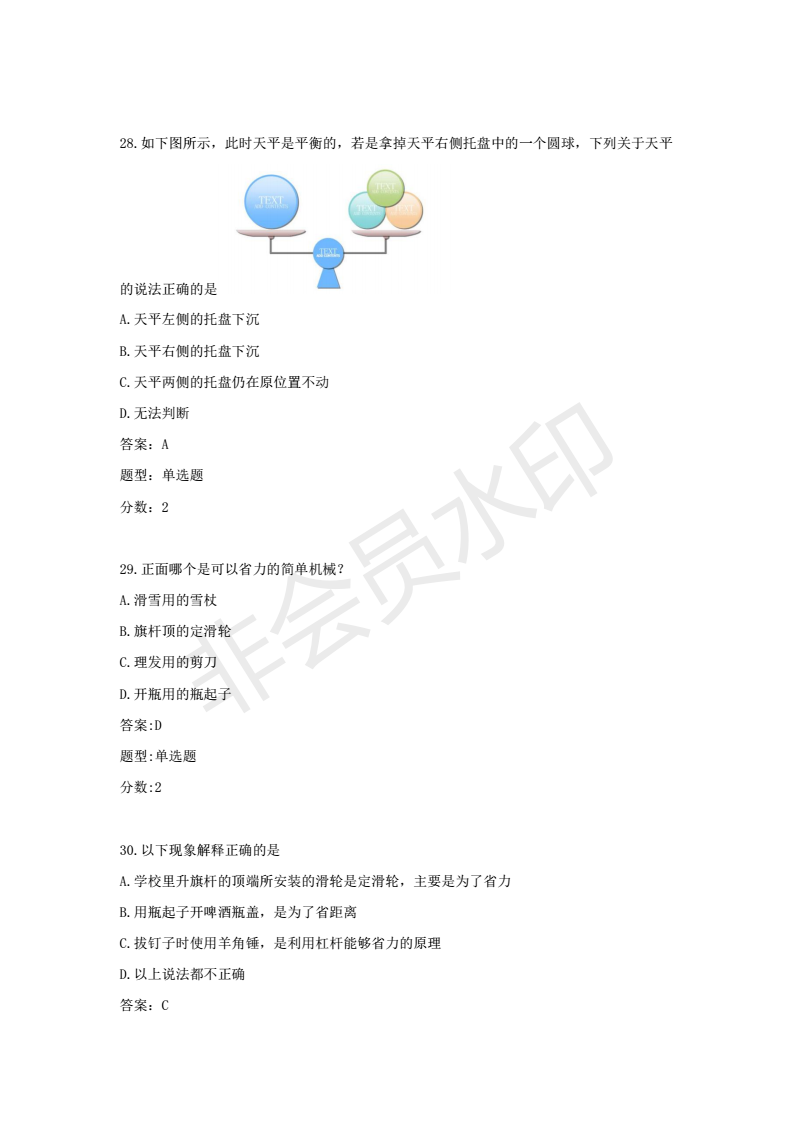 28.如下图所示，此时天平是平衡的，若是拿掉天平右侧托盘中的一个圆球，下列关于天平
TEXT
TEXT
TEXT
TEXT
TEXT
的说法正确的是
A.天平左侧的托盘下沉
B.天平右侧的托盘下沉
C.天平两侧的托盘仍在原位置不动
D.无法判断
答案：A
题型：单选题
分数：2
29.正面哪个是可以省力的简单机械？
A.滑雪用的雪杖
B.旗杆顶的定滑轮
C.理发用的剪刀
D.开瓶用的瓶起子
答案:D
题型:单选题
分数:2
30.以下现象解释正确的是
A.学校里升旗杆的顶端所安装的滑轮是定滑轮，主要是为了省力
B.用瓶起子开啤酒瓶盖，是为了省距离
C.拔钉子时使用羊角锤，是利用杠杆能够省力的原理
D.以上说法都不正确
答案：C
非会员水印